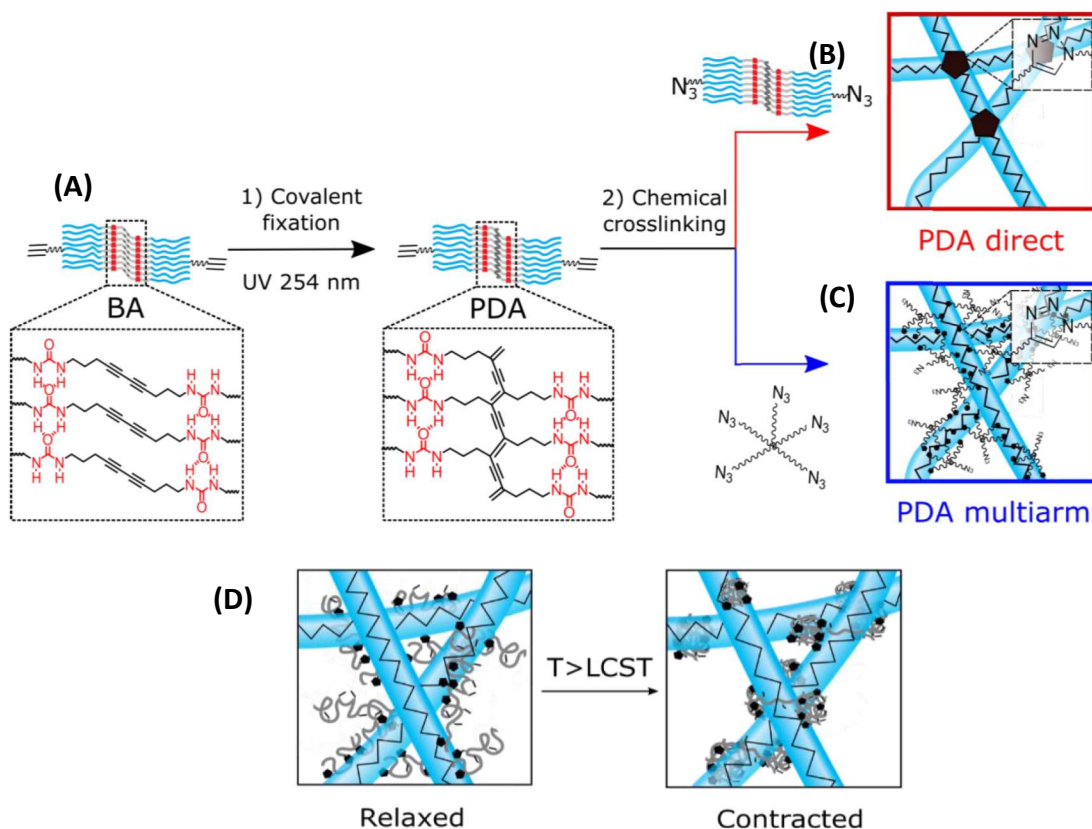 (A)
BA
1) Covalent
fixation
UV 254 nm
PDA
2) Chemical
crosslinking
(B)
N3
N3
N
N
N
PDA direct
(C)
N3
N3
N3
N3
N3
N
N
N
PDA multiarm
O
N N
H H
O
N N
H H
O
N N
H H
(D)
T>LCST
Relaxed
Contracted